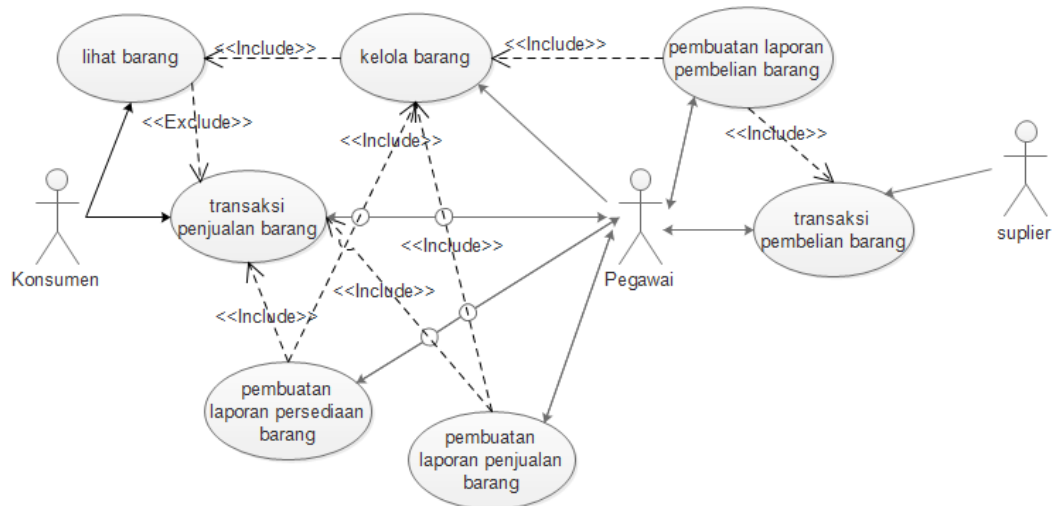 <<Include>>
<<Include>>
lihat barang
kelola barang
pembuatan laporan
pembelian barang
<<Exclude>>
<<Include>>
<<Include>>
transaksi
penjualan barang
Konsumen
<<Include>>
Pegawai
transaksi
pembelian barang
suplier
<<Include>>
<<Include>>
pembuatan
laporan persediaan
barang
pembuatan
laporan penjualan
barang